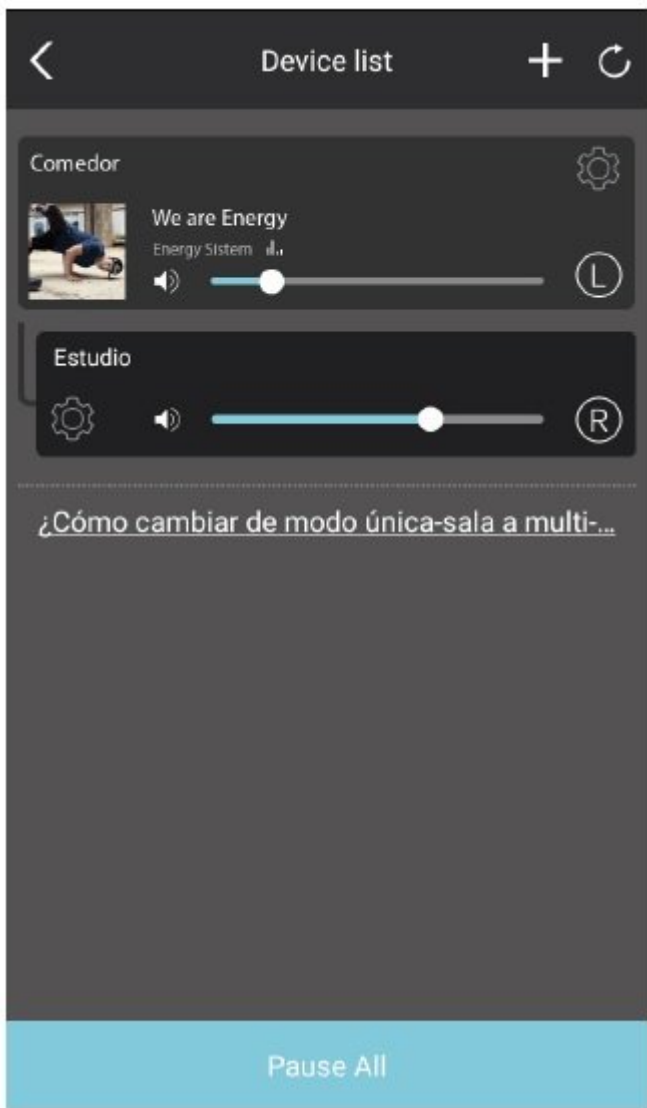 Device list
Comedor
We are Energy
Energy Sistem
L
Estudio
R
¿Cómo cambiar de modo única-sala a multi-...
Pause All